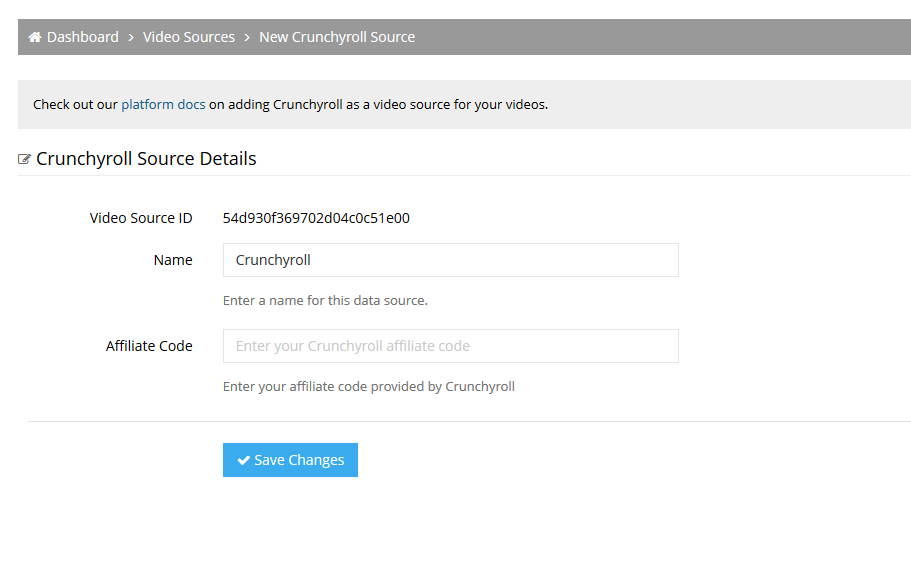 Dashboard > Video Sources > New Crunchyroll Source
Check out our platform docs on adding Crunchyroll as a video source for your videos.
Crunchyroll Source Details
Video Source ID 54d930f369702d04c0c51e00
Name Crunchyroll
Enter a name for this data source.
Affiliate Code Enter your Crunchyroll affiliate code
Enter your affiliate code provided by Crunchyroll
Save Changes